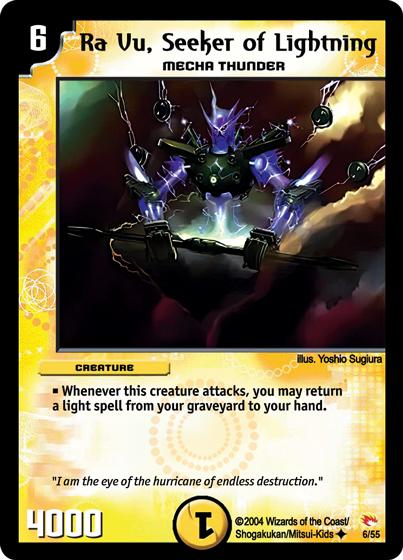 6
Ra Vu, Seeker of Lightning
MECHA THUNDER
illus. Yoshio Sugiura
CREATURE
▪ Whenever this creature attacks, you may return
a light spell from your graveyard to your hand.
"I am the eye of the hurricane of endless destruction."
4000
©2004 Wizards of the Coast/
Shogakukan/Mitsui-Kids
6/55